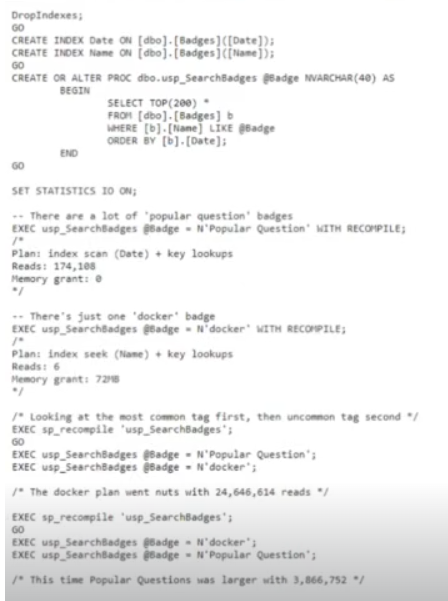 DropIndexes;
GO
CREATE INDEX Date ON [dbo].[Badges]([Date]);
CREATE INDEX Name ON [dbo].[Badges]([Name]);
GO
CREATE OR ALTER PROC dbo.usp_SearchBadges @Badge NVARCHAR(40) AS
BEGIN
SELECT TOP(200) *
FROM [dbo].[Badges] b
WHERE [b].[Name] LIKE @Badge
ORDER BY [b].[Date];
END
GO
SET STATISTICS IO ON;
-- There are a lot of 'popular question' badges
EXEC usp_SearchBadges @Badge = N'Popular Question' WITH RECOMPILE;
/*
Plan: index scan (Date) + key lookups
Reads: 174,108
Memory grant: 0
*/
-- There's just one 'docker' badge
EXEC usp_SearchBadges @Badge = N'docker' WITH RECOMPILE;
/*
Plan: index seek (Name) + key lookups
Reads: 6
Memory grant: 72MB
*/
/* Looking at the most common tag first, then uncommon tag second */
EXEC sp_recompile 'usp_SearchBadges';
GO
EXEC usp_SearchBadges @Badge = N'Popular Question';
EXEC usp_SearchBadges @Badge = N'docker';
/* The docker plan went nuts with 24,646,614 reads */
EXEC sp_recompile 'usp_SearchBadges';
GO
EXEC usp_SearchBadges @Badge = N'docker';
EXEC usp_SearchBadges @Badge = N'Popular Question';
/* This time Popular Questions was larger with 3,866,752 */